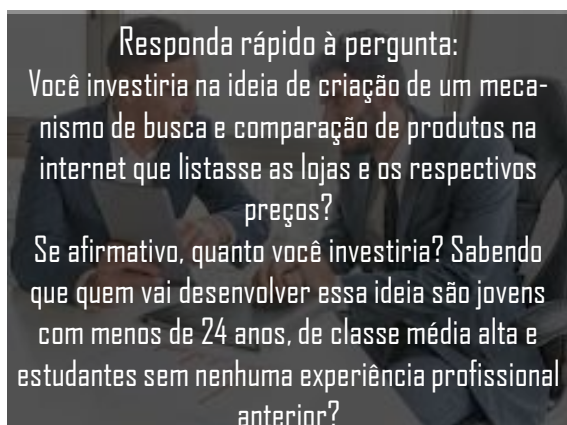 Responda rápido à pergunta:
Você investiria na ideia de criação de um meca-
nismo de busca e comparação de produtos na
internet que listasse as lojas e os respectivos
preços?
Se afirmativo, quanto você investiria? Sabendo
que quem vai desenvolver essa ideia são jovens
com menos de 24 anos, de classe média alta e
estudantes sem nenhuma experiência profissional
anterior?